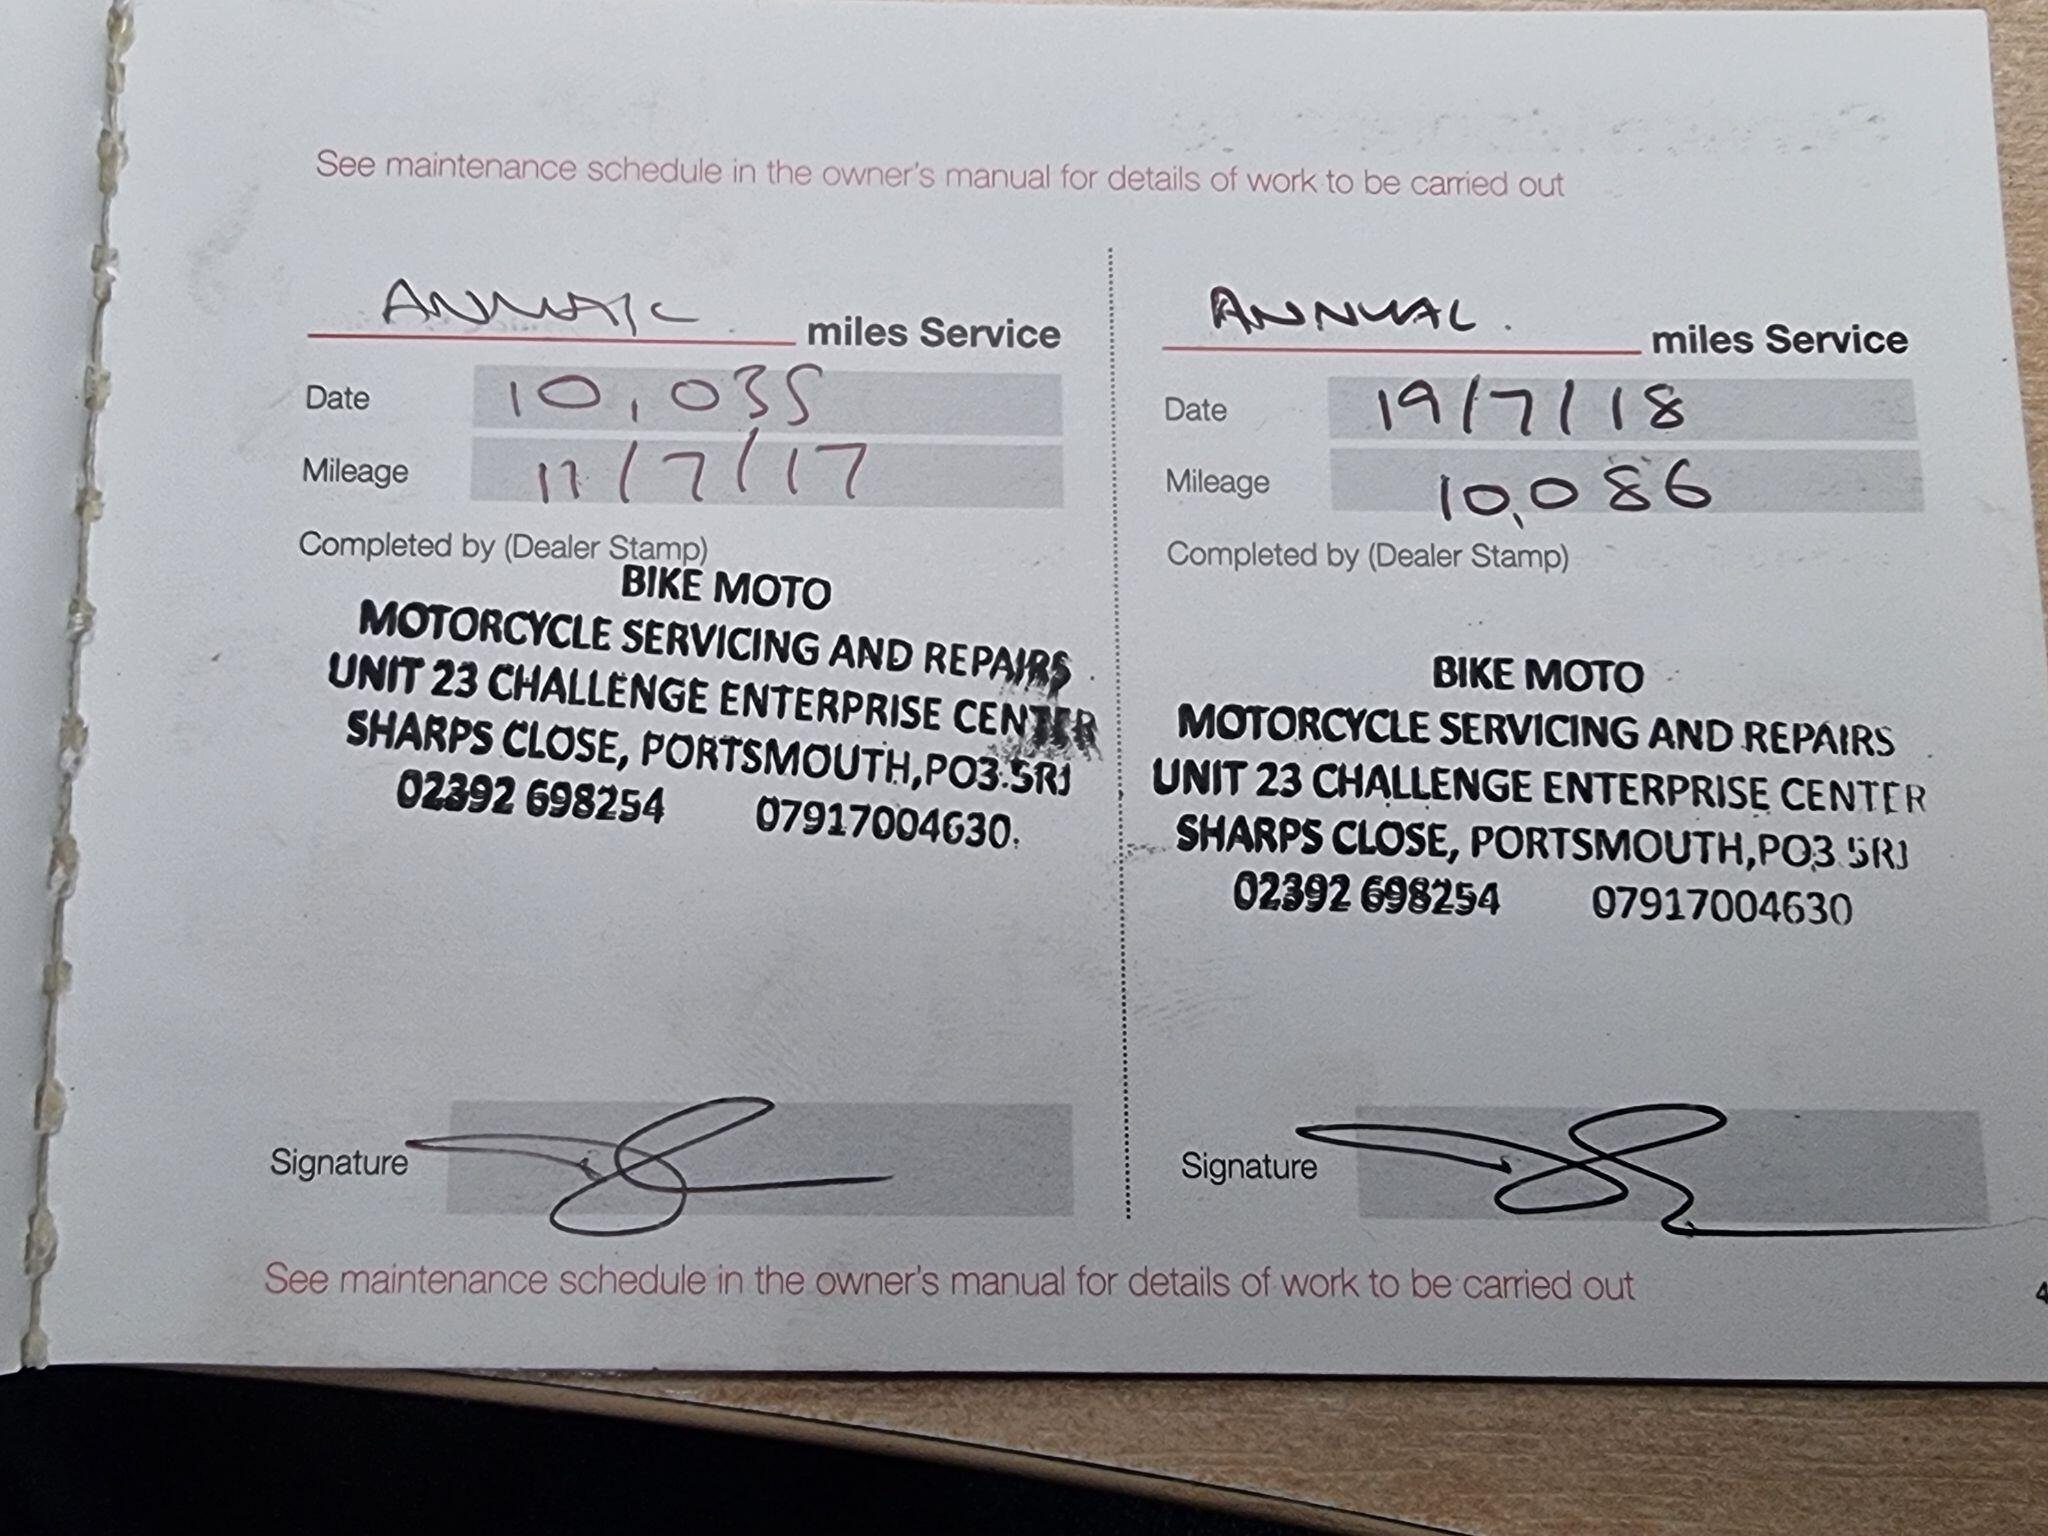 See maintenance schedule in the owner's manual for details of work to be carried out
ANNUAL miles Service
Date 10,035
Mileage 11/7/17
Completed by (Dealer Stamp)
BIKE MOTO
MOTORCYCLE SERVICING AND REPAIRS
UNIT 23 CHALLENGE ENTERPRISE CENTER
SHARPS CLOSE, PORTSMOUTH,PO3 5RJ
02392 698254 07917004630
Signature
ANNUAL. miles Service
Date 19/7/18
Mileage 10,086
Completed by (Dealer Stamp)
BIKE MOTO
MOTORCYCLE SERVICING AND REPAIRS
UNIT 23 CHALLENGE ENTERPRISE CENTER
SHARPS CLOSE, PORTSMOUTH,PO3 5RJ
02392 698254 07917004630
Signature
See maintenance schedule in the owner's manual for details of work to be carried out